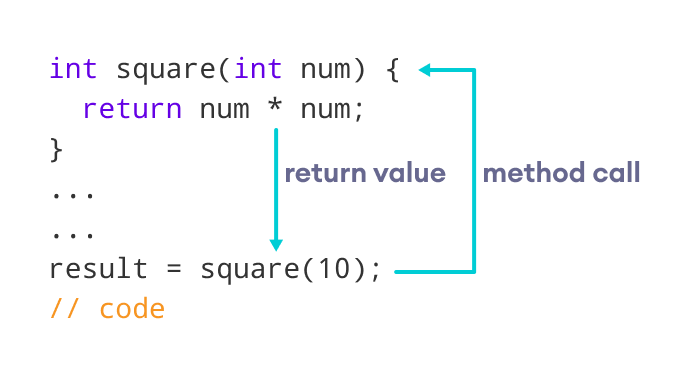 int square(int num) {
  return num * num;
}
return value
method call
...
...
result = square(10);
// code